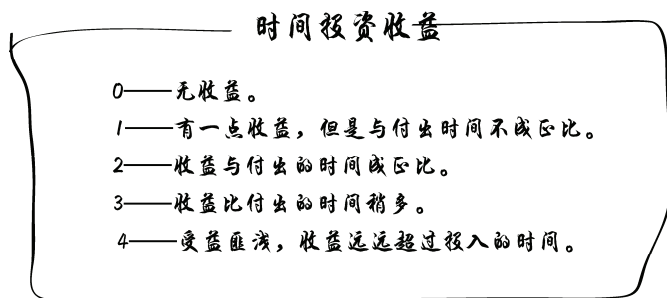 时间投资收益
0——无收益。
1——有一点收益，但是与付出时间不成正比。
2——收益与付出的时间成正比。
3——收益比付出的时间稍多。
4——受益匪浅，收益远远超过投入的时间。